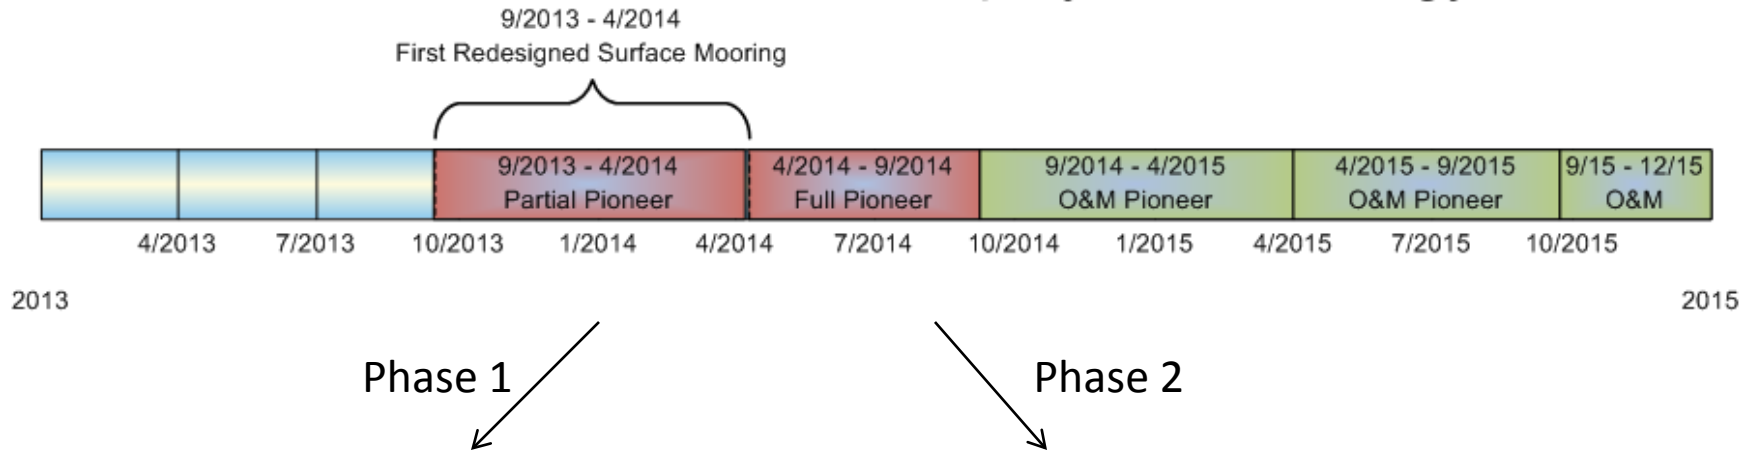 9/2013 - 4/2014
First Redesigned Surface Mooring
9/2013 - 4/2014
Partial Pioneer
4/2014 - 9/2014
Full Pioneer
9/2014 - 4/2015
O&M Pioneer
4/2015 - 9/2015
O&M Pioneer
9/15 - 12/15
O&M
4/2013 7/2013 10/2013 1/2014 4/2014 7/2014 10/2014 1/2015 4/2015 7/2015 10/2015
2013 2015
Phase 1 Phase 2